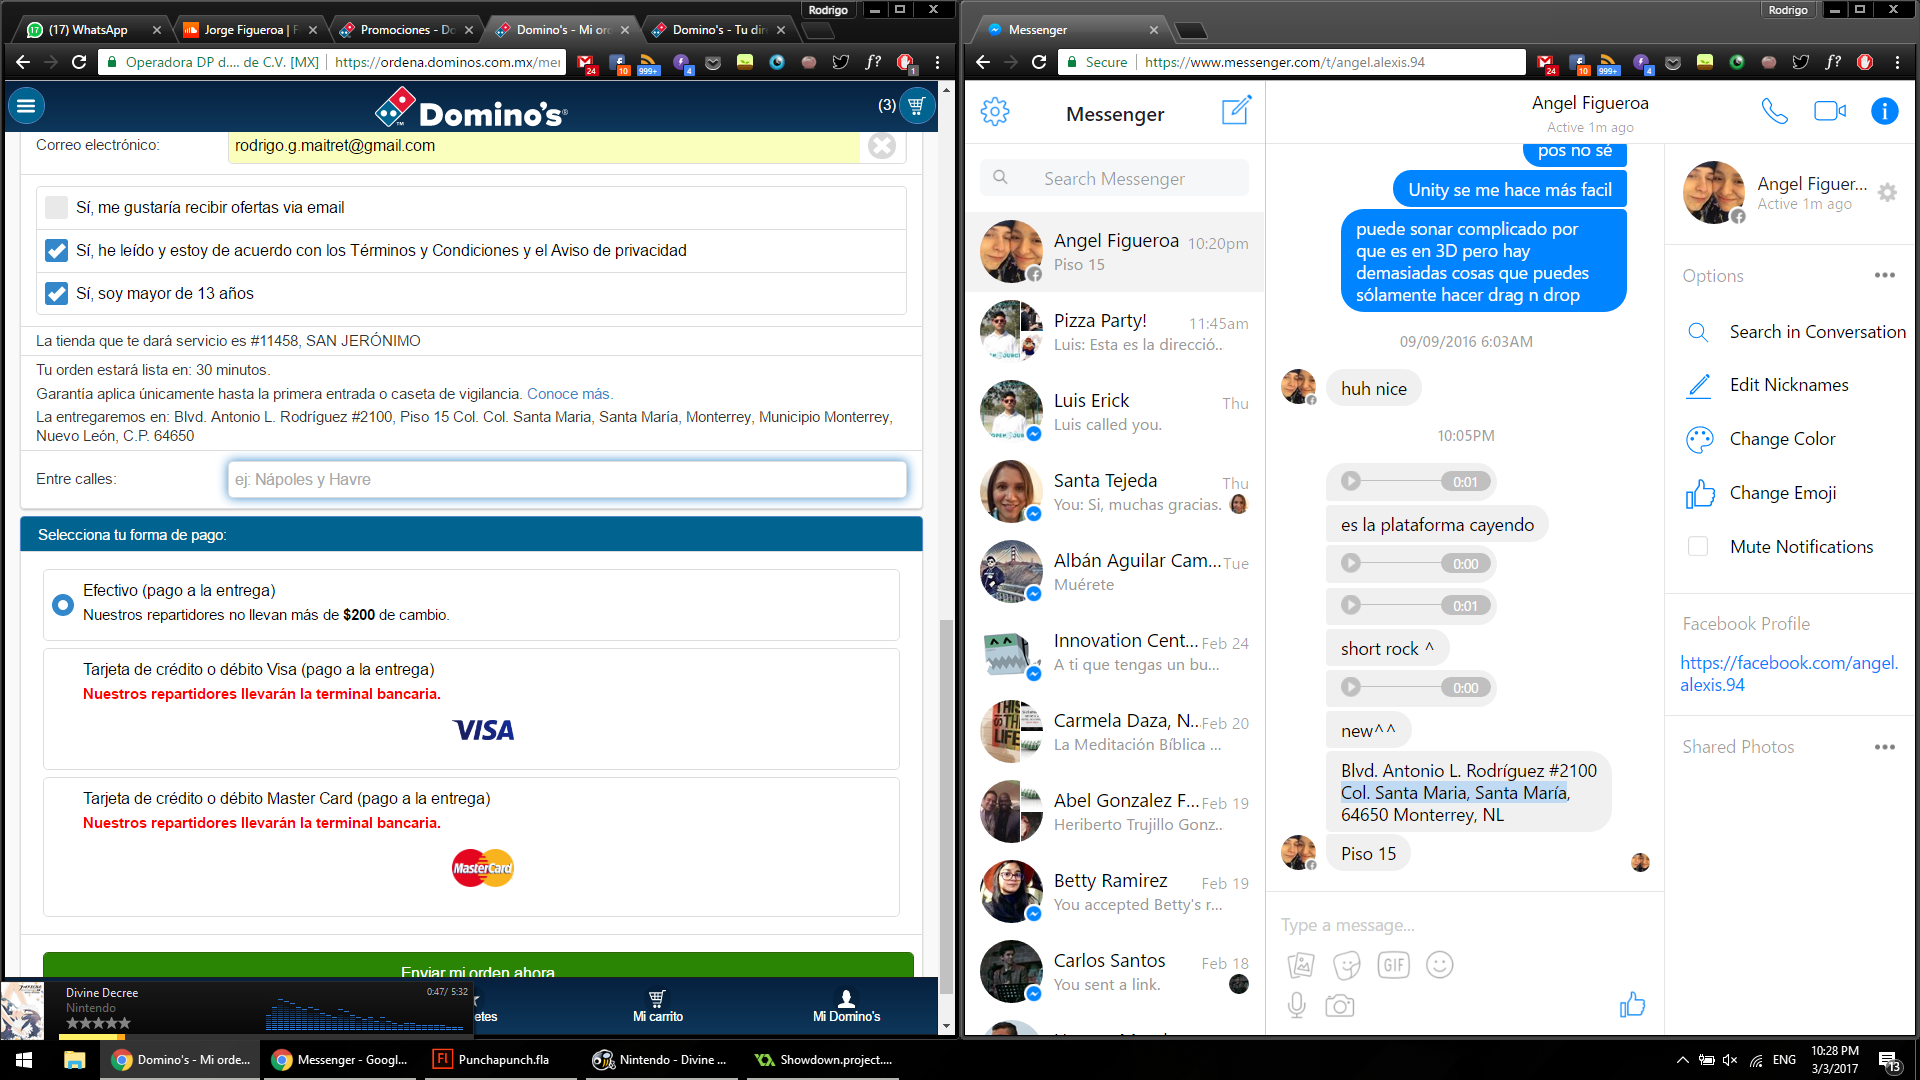 Rodrigo
(17) WhatsApp
Jorge Figueroa | F
Promociones - Do
Domino's - Mi ord
Domino's - Tu dir
Operadora DP d.... de C.V. [MX]
https://ordena.dominos.com.mx/me
24
10
999+
4
1
Domino's
(3)
Correo electrónico:
rodrigo.g.maitret@gmail.com
Sí, me gustaría recibir ofertas via email
Sí, he leído y estoy de acuerdo con los Términos y Condiciones y el Aviso de privacidad
Sí, soy mayor de 13 años
La tienda que te dará servicio es #11458, SAN JERÓNIMO
Tu orden estará lista en: 30 minutos.
Garantía aplica únicamente hasta la primera entrada o caseta de vigilancia. Conoce más.
La entregaremos en: Blvd. Antonio L. Rodríguez #2100, Piso 15 Col. Col. Santa Maria, Santa María, Monterrey, Municipio Monterrey,
Nuevo León, C.P. 64650
Entre calles:
ej: Nápoles y Havre
Selecciona tu forma de pago:
Efectivo (pago a la entrega)
Nuestros repartidores no llevan más de $200 de cambio.
Tarjeta de crédito o débito Visa (pago a la entrega)
Nuestros repartidores llevarán la terminal bancaria.
VISA
Tarjeta de crédito o débito Master Card (pago a la entrega)
Nuestros repartidores llevarán la terminal bancaria.
MasterCard
Enviar mi orden ahora
Divine Decree
0:47/ 5:32
Nintendo
etes
Mi carrito
Mi Domino's
Rodrigo
Messenger
Secure
https://www.messenger.com/t/angel.alexis.94
24
10
999+
4
Messenger
Search Messenger
Angel Figueroa
10:20pm
Piso 15
Pizza Party!
11:45am
Luis: Esta es la direcció..
Luis Erick
Thu
Luis called you.
Santa Tejeda
Thu
You: Si, muchas gracias.
Albán Aguilar Cam...
Tue
Muérete
Innovation Cent...
Feb 24
A ti que tengas un bu...
Carmela Daza, N...
Feb 20
La Meditación Bíblica ...
Abel Gonzalez F...
Feb 19
Heriberto Trujillo Gonz..
Betty Ramirez
Feb 19
You accepted Betty's r...
Carlos Santos
Feb 18
You sent a link.
Angel Figueroa
Active 1m ago
pos no sé
Unity se me hace más facil
puede sonar complicado por
que es en 3D pero hay
demasiadas cosas que puedes
sólamente hacer drag n drop
09/09/2016 6:03AM
huh nice
10:05PM
0:01
es la plataforma cayendo
0:00
0:01
short rock ^
0:00
new^^
Blvd. Antonio L. Rodríguez #2100
Col. Santa Maria, Santa María,
64650 Monterrey, NL
Piso 15
Type a message...
GIF
Angel Figuer...
Active 1m ago
Options
Search in Conversation
Edit Nicknames
Change Color
Change Emoji
Mute Notifications
Facebook Profile
https://facebook.com/angel.
alexis.94
Shared Photos
Domino's - Mi orde...
Messenger - Googl...
Punchapunch.fla
Nintendo - Divine ...
Showdown.project....
ENG
10:28 PM
3/3/2017
13